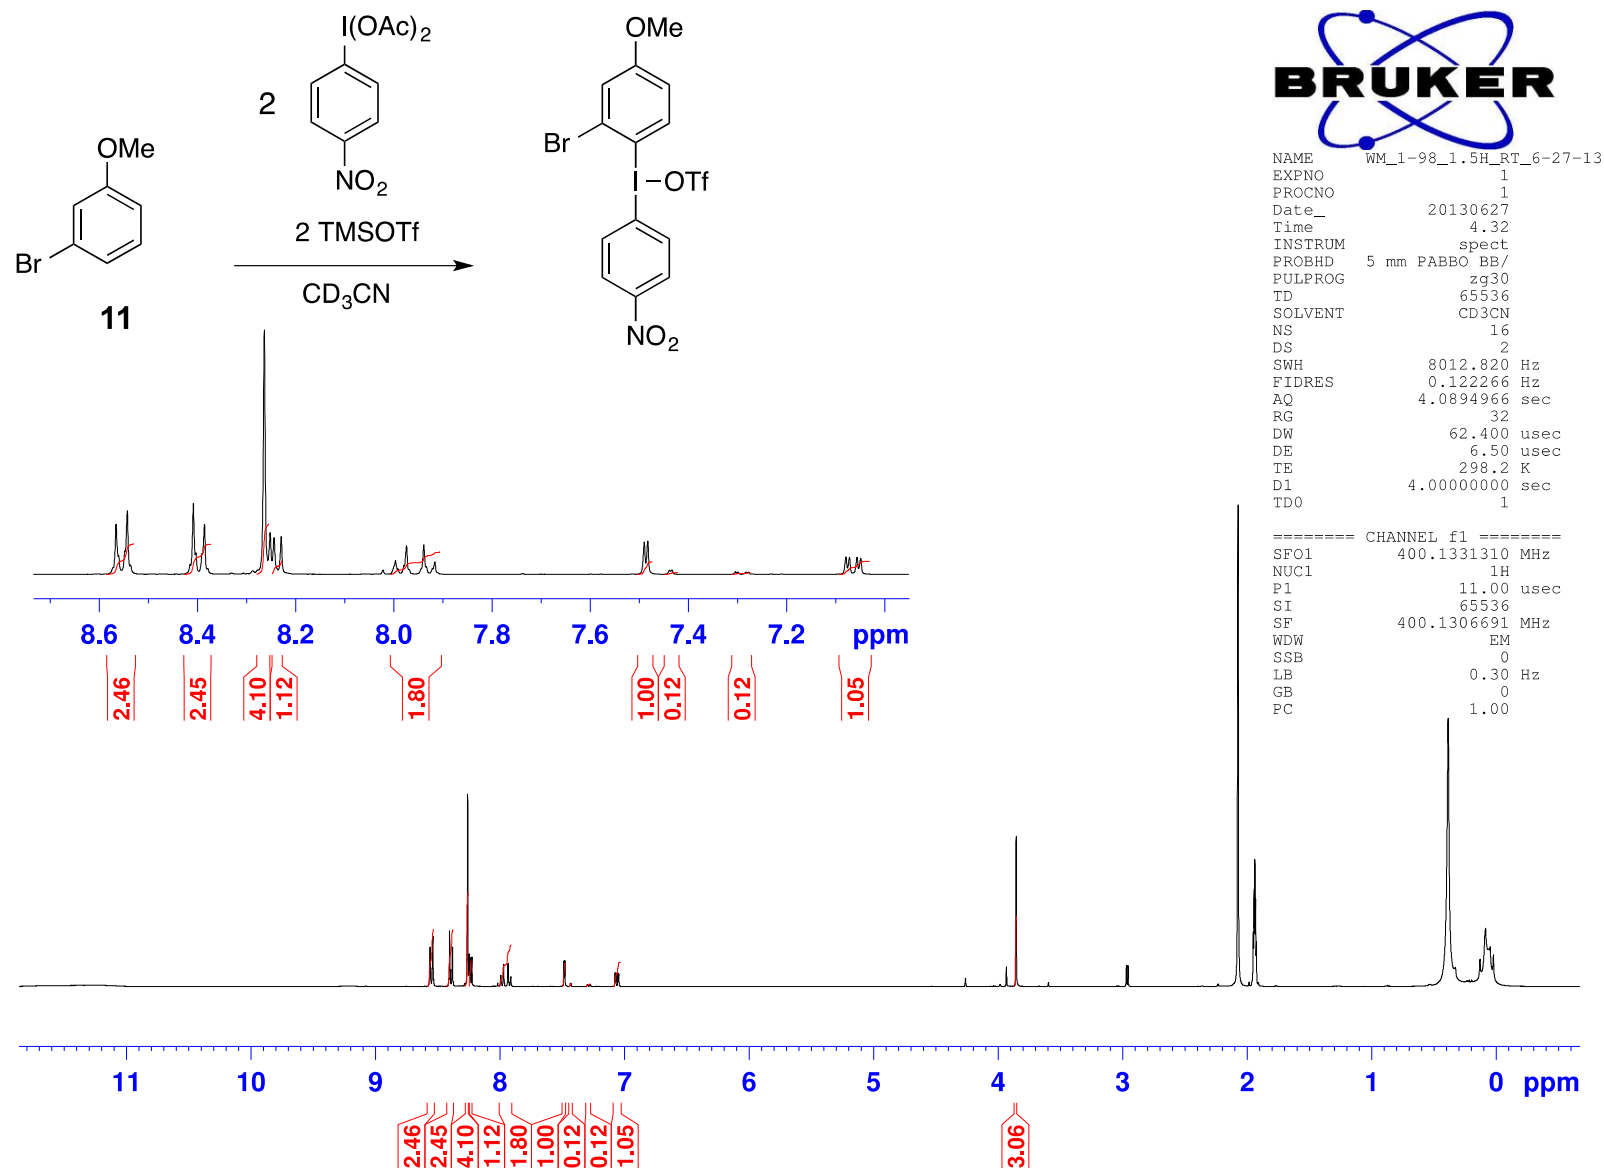 I(OAc)2
2
NO2
OMe
Br
11
2 TMSOTf
CD3CN
OMe
Br
I–OTf
NO2
BRUKER
NAME WM_1-98_1.5H_RT_6-27-13
EXPNO 1
PROCNO 1
Date_ 20130627
Time 4.32
INSTRUM spect
PROBHD 5 mm PABBO BB/
PULPROG zg30
TD 65536
SOLVENT CD3CN
NS 16
DS 2
SWH 8012.820 Hz
FIDRES 0.122266 Hz
AQ 4.0894966 sec
RG 32
DW 62.400 usec
DE 6.50 usec
TE 298.2 K
D1 4.00000000 sec
TD0 1
======== CHANNEL f1 ========
SFO1 400.1331310 MHz
NUC1 1H
P1 11.00 usec
SI 65536
SF 400.1306691 MHz
WDW EM
SSB 0
LB 0.30 Hz
GB 0
PC 1.00
8.6 8.4 8.2 8.0 7.8 7.6 7.4 7.2 ppm
2.46 2.45 4.10 1.12 1.80 1.00 0.12 0.12 1.05
11 10 9 8 7 6 5 4 3 2 1 0 ppm
2.46 2.45 4.10 1.12 1.80 1.00 0.12 0.12 1.05 3.06